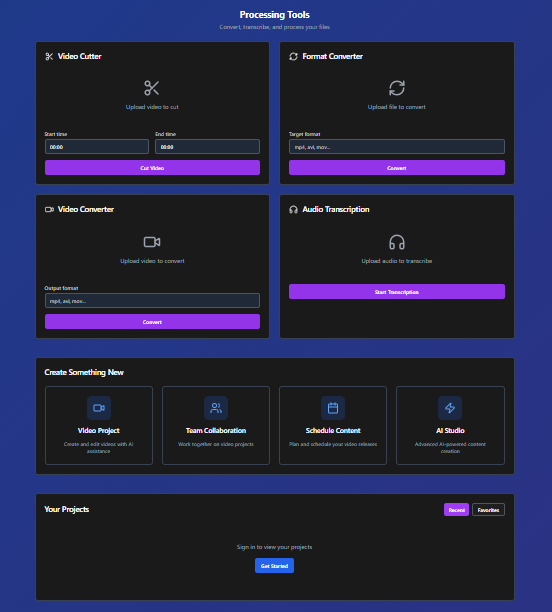 Processing Tools
Convert, transcribe, and process your files
Video Cutter
Upload video to cut
Start time
End time
00:00
00:00
Cut Video
Format Converter
Upload file to convert
Target format
mp4, avi, mov...
Convert
Video Converter
Upload video to convert
Output format
mp4, avi, mov...
Convert
Audio Transcription
Upload audio to transcribe
Start Transcription
Create Something New
Video Project
Create and edit videos with AI
assistance
Team Collaboration
Work together on video projects
Schedule Content
Plan and schedule your video releases
AI Studio
Advanced AI-powered content
creation
Your Projects
Recent
Favorites
Sign in to view your projects
Get Started